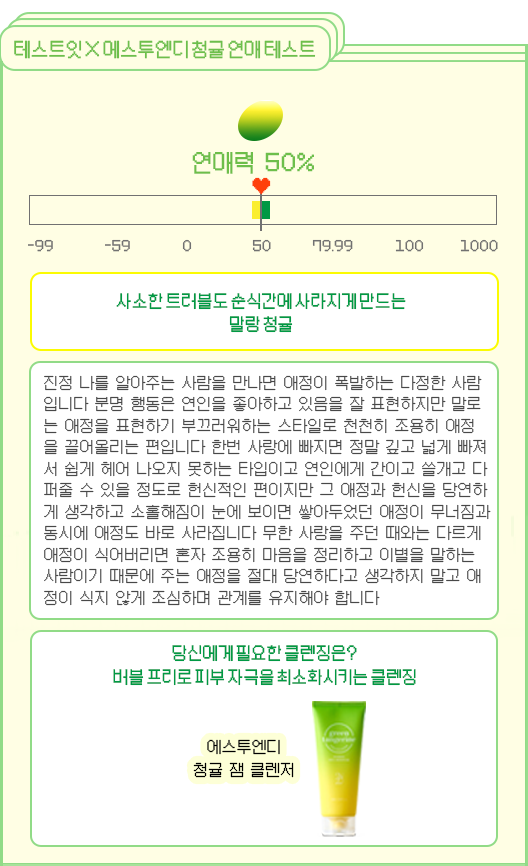 테스트잇×에스투엔디 청귤 연애 테스트
연애력 50%
-99 -59 0 50 79.99 100 1000
사소한 트러블도 순식간에 사라지게 만드는
말랑 청귤
진정 나를 알아주는 사람을 만나면 애정이 폭발하는 다정한 사람
입니다 분명 행동은 연인을 좋아하고 있음을 잘 표현하지만 말로
는 애정을 표현하기 부끄러워하는 스타일로 천천히 조용히 애정
을 끌어올리는 편입니다 한번 사랑에 빠지면 정말 깊고 넓게 빠져
서 쉽게 헤어 나오지 못하는 타입이고 연인에게 간이고 쓸개고 다
퍼줄 수 있을 정도로 헌신적인 편이지만 그 애정과 헌신을 당연하
게 생각하고 소홀해짐이 눈에 보이면 쌓아두었던 애정이 무너짐과
동시에 애정도 바로 사라집니다 무한 사랑을 주던 때와는 다르게
애정이 식어버리면 혼자 조용히 마음을 정리하고 이별을 말하는
사람이기 때문에 주는 애정을 절대 당연하다고 생각하지 말고 애
정이 식지 않게 조심하며 관계를 유지해야 합니다
당신에게 필요한 클렌징은?
버블 프리로 피부 자극을 최소화시키는 클렌징
에스투엔디
청귤 잼 클렌저
green
tangerine